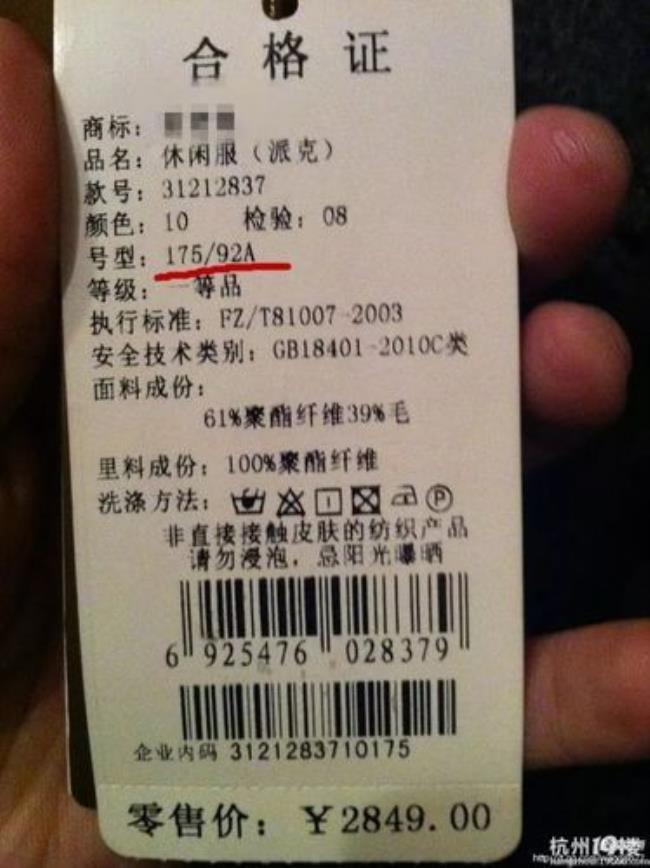 合格证
商标：
品名：休闲服（派克）
款号：31212837
颜色：10 检验：08
号型：175/92A
等级：一等品
执行标准：FZ/T81007-2003
安全技术类别：GB18401-2010C类
面料成份：
61%聚酯纤维39%毛
里料成份：100%聚酯纤维
洗涤方法：
非直接接触皮肤的纺织产品
请勿浸泡，忌阳光曝晒
6 925476 028379
企业内码 3121283710175
零售价：￥2849.00
杭州19楼